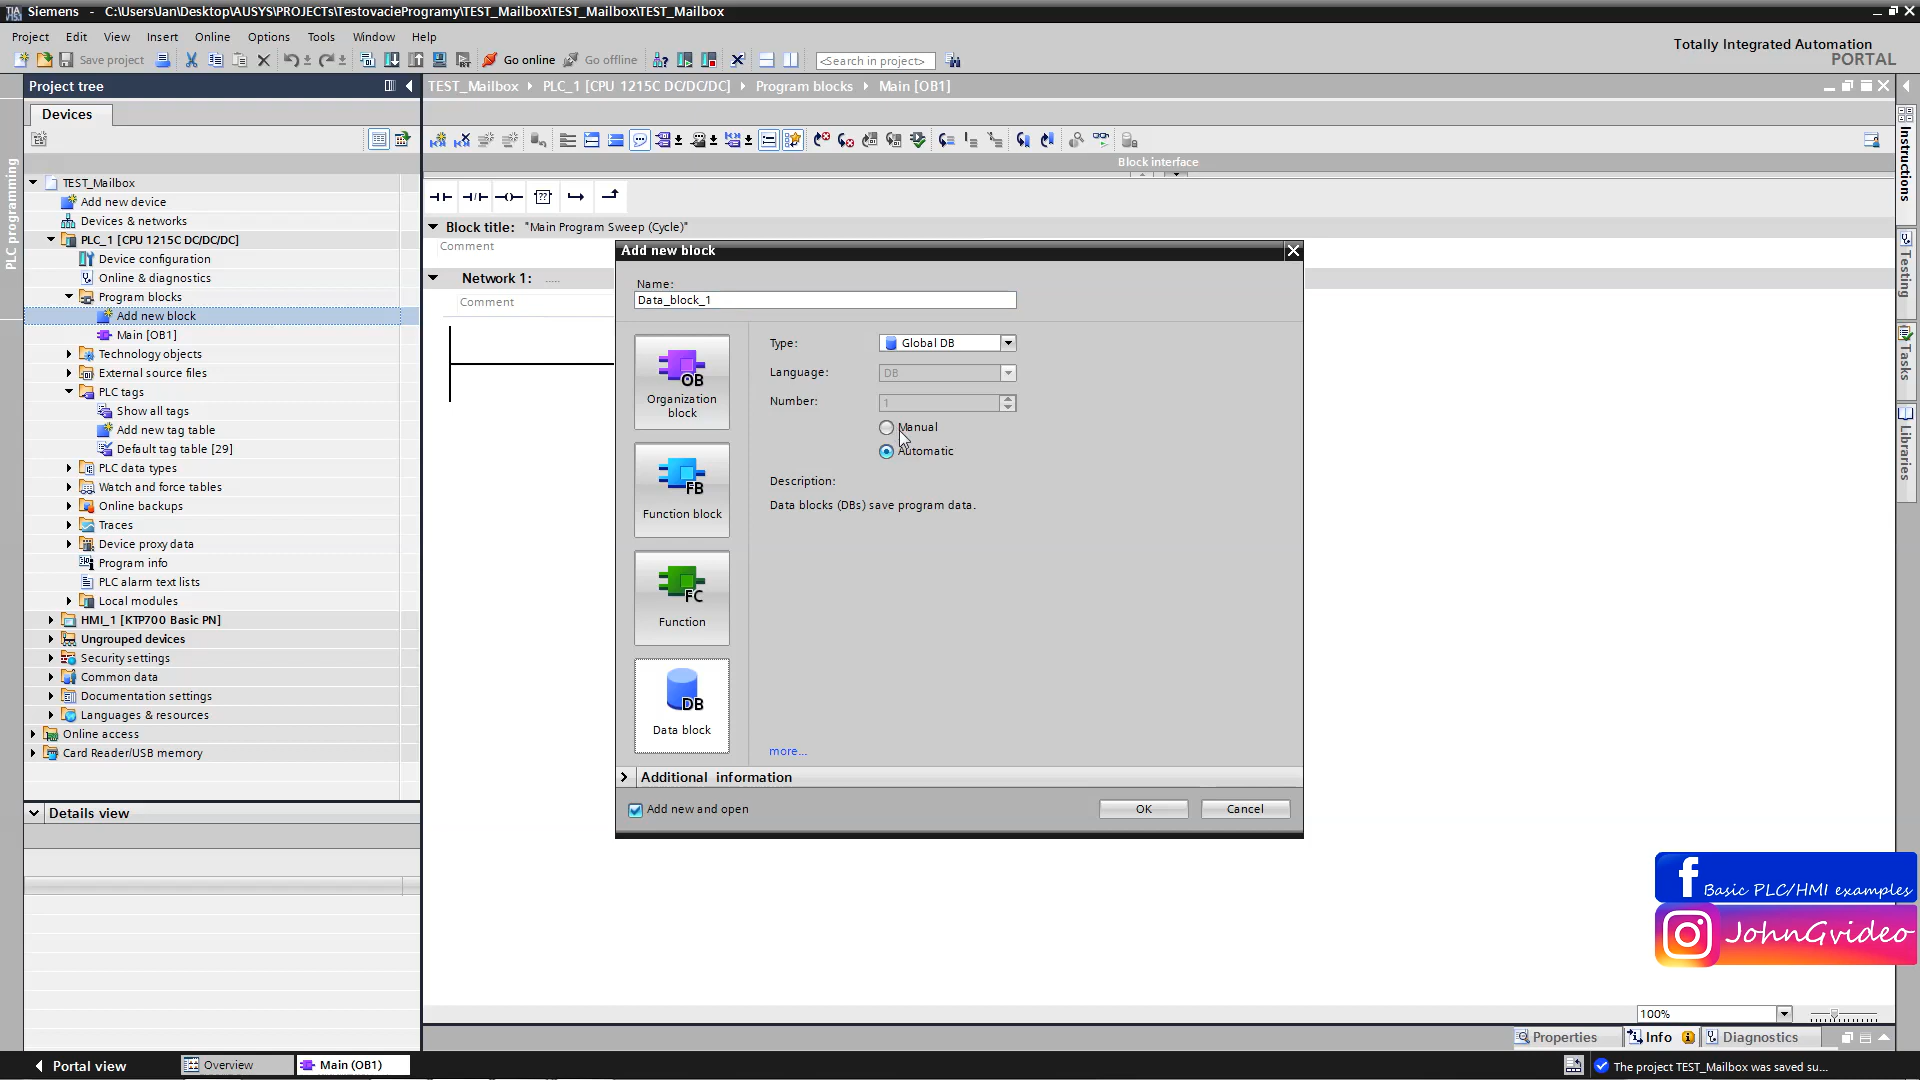 Siemens - C:\Users\Jan\Desktop\AUSYS\PROJECTs\TestovacieProgramy\TEST_Mailbox\TEST_Mailbox\TEST_Mailbox
Project Edit View Insert Online Options Tools Window Help
Totally Integrated Automation
PORTAL
Save project Go online Go offline <Search in project>
Project tree
TEST_Mailbox PLC_1 [CPU 1215C DC/DC/DC] Program blocks Main [OB1]
Devices
PLC programming
Block interface
Instructions
Testing
Tasks
Libraries
TEST_Mailbox
Add new device
Devices & networks
PLC_1 [CPU 1215C DC/DC/DC]
Device configuration
Online & diagnostics
Program blocks
Add new block
Main [OB1]
Technology objects
External source files
PLC tags
Show all tags
Add new tag table
Default tag table [29]
PLC data types
Watch and force tables
Online backups
Traces
Device proxy data
Program info
PLC alarm text lists
Local modules
HMI_1 [KTP700 Basic PN]
Ungrouped devices
Security settings
Common data
Documentation settings
Languages & resources
Online access
Card Reader/USB memory
Details view
??
Block title: "Main Program Sweep (Cycle)"
Comment
Network 1: .....
Comment
Add new block
Name:
Data_block_1
OB
Organization
block
FB
Function block
FC
Function
DB
Data block
Type: Global DB
Language: DB
Number: 1
Manual
Automatic
Description:
Data blocks (DBs) save program data.
more...
Additional information
Add new and open
OK Cancel
f Basic PLC/HMI examples
JohnGvideo
100%
Properties Info Diagnostics
Portal view Overview Main (OB1)
The project TEST_Mailbox was saved su...